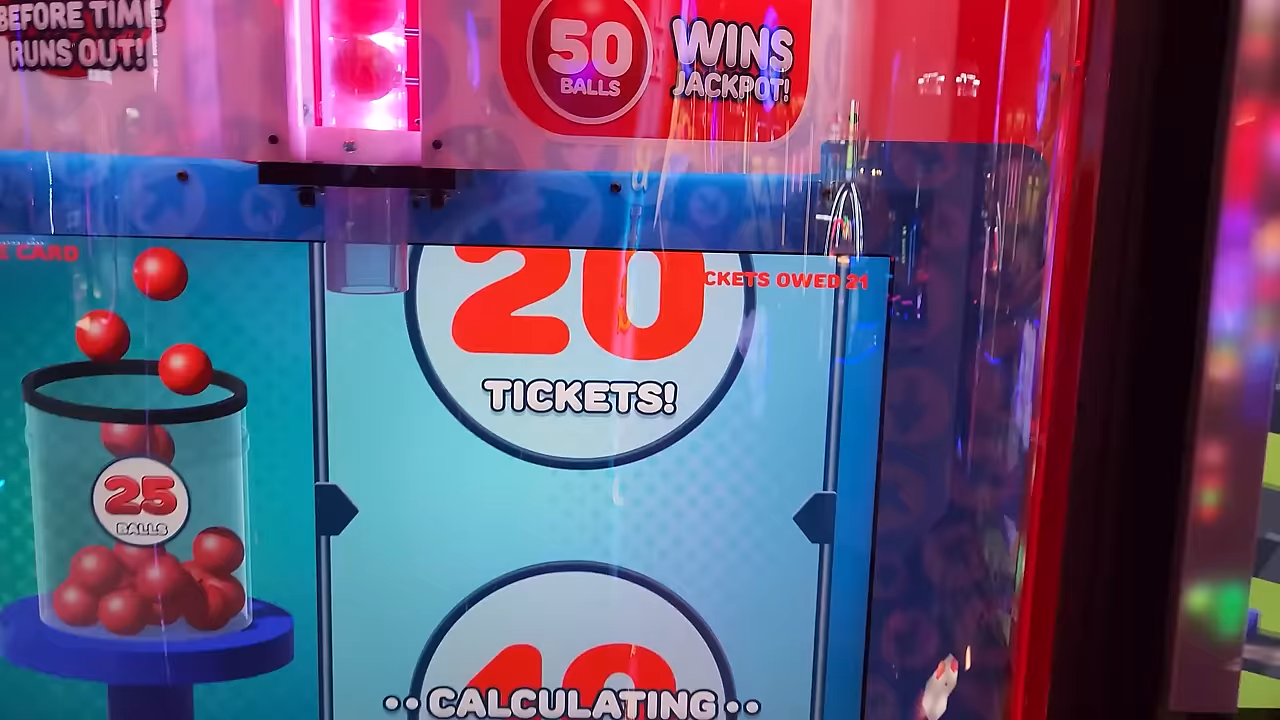 BEFORE TIME
RUNS OUT!
50
BALLS
WINS
JACKPOT!
E CARD
CKETS OWED 21
20
TICKETS!
25
BALLS
••CALCULATING••